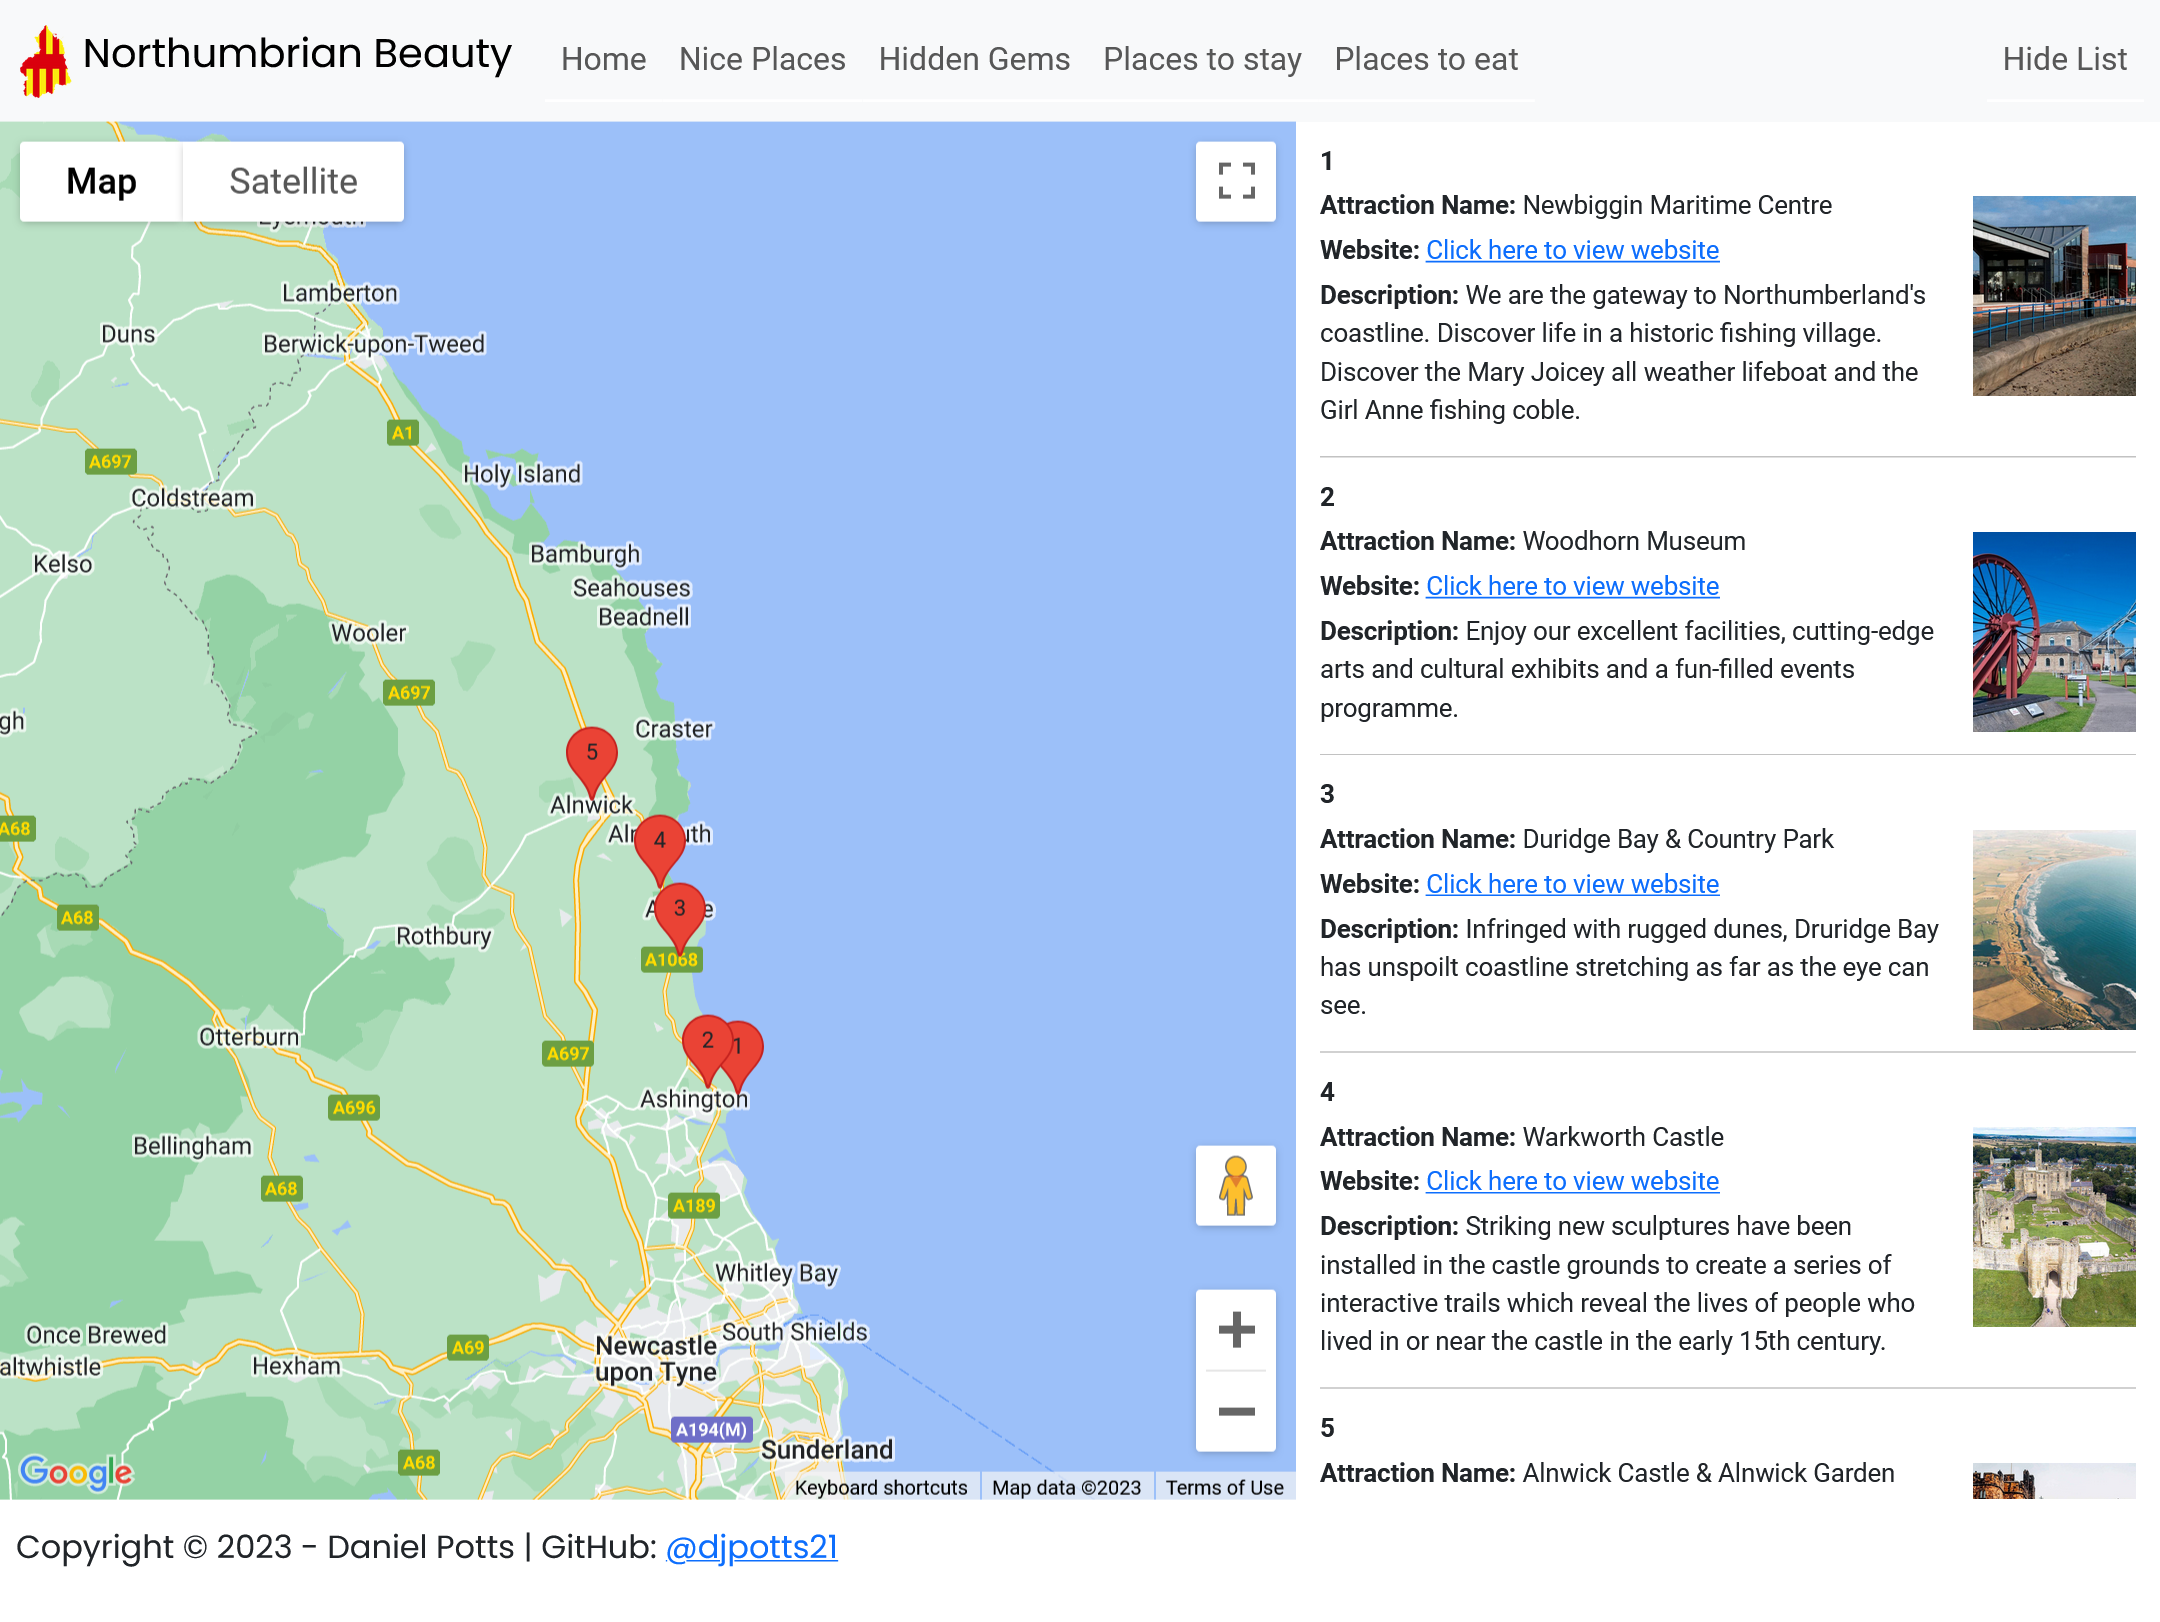 Northumbrian Beauty
Home
Nice Places
Hidden Gems
Places to stay
Places to eat
Hide List
Map
Satellite
Lamberton
Duns
Berwick-upon-Tweed
A1
A697
Holy Island
Coldstream
Bamburgh
Kelso
Seahouses
Beadnell
Wooler
A697
gh
Craster
5
Alnwick
A68
4
3
A68
Rothbury
A1068
Otterburn
2
1
A697
Ashington
A696
Bellingham
A68
A189
Whitley Bay
Once Brewed
South Shields
Newcastle
upon Tyne
A69
altwhistle
Hexham
A194(M)
Sunderland
A68
Google
Keyboard shortcuts
Map data ©2023
Terms of Use
1
Attraction Name: Newbiggin Maritime Centre
Website: Click here to view website
Description: We are the gateway to Northumberland's
coastline. Discover life in a historic fishing village.
Discover the Mary Joicey all weather lifeboat and the
Girl Anne fishing coble.
2
Attraction Name: Woodhorn Museum
Website: Click here to view website
Description: Enjoy our excellent facilities, cutting-edge
arts and cultural exhibits and a fun-filled events
programme.
3
Attraction Name: Duridge Bay & Country Park
Website: Click here to view website
Description: Infringed with rugged dunes, Druridge Bay
has unspoilt coastline stretching as far as the eye can
see.
4
Attraction Name: Warkworth Castle
Website: Click here to view website
Description: Striking new sculptures have been
installed in the castle grounds to create a series of
interactive trails which reveal the lives of people who
lived in or near the castle in the early 15th century.
5
Attraction Name: Alnwick Castle & Alnwick Garden
Copyright © 2023 - Daniel Potts | GitHub: @djpotts21